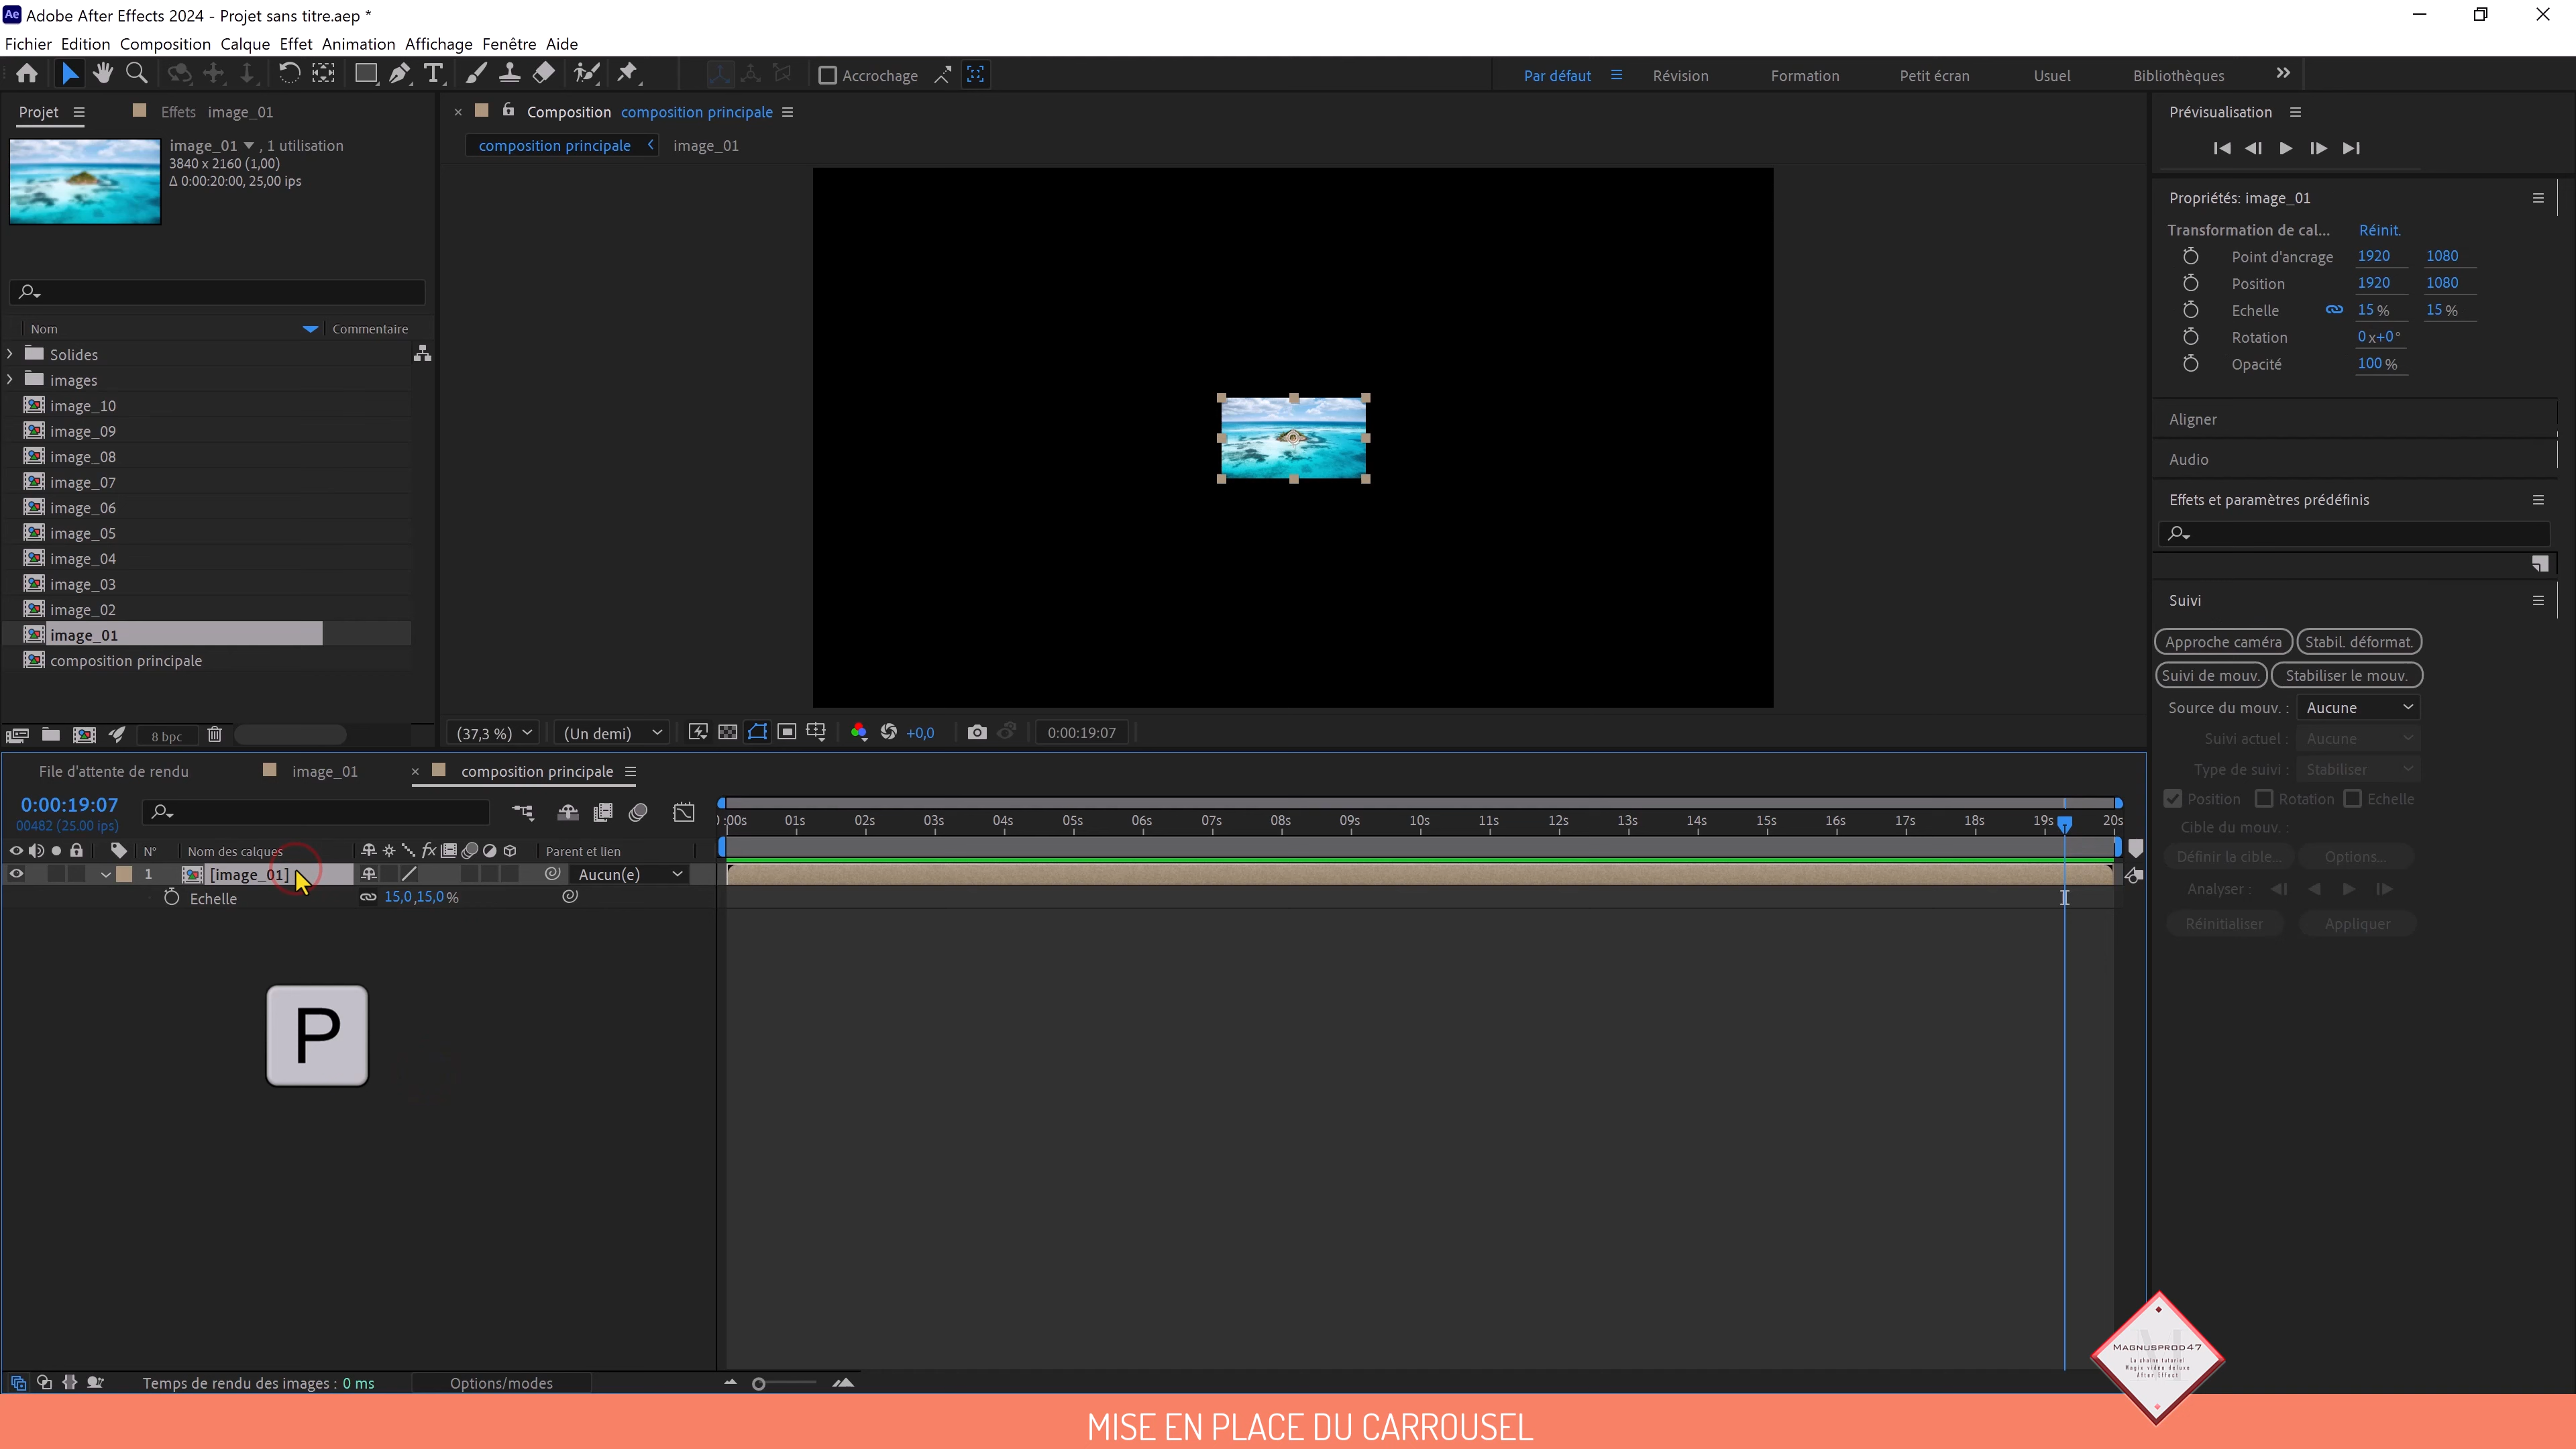 Ae Adobe After Effects 2024 - Projet sans titre.aep *
Fichier Edition Composition Calque Effet Animation Affichage Fenêtre Aide
Accrochage
Par défaut Révision Formation Petit écran Usuel Bibliothèques
Projet
Effets image_01
image_01 , 1 utilisation
3840 x 2160 (1,00)
Δ 0:00:20:00, 25,00 ips
Nom Commentaire
Solides
images
image_10
image_09
image_08
image_07
image_06
image_05
image_04
image_03
image_02
image_01
composition principale
8 bpc
Composition composition principale
composition principale image_01
(37,3 %) (Un demi) +0,0 0:00:19:07
Prévisualisation
Propriétés: image_01
Transformation de cal... Réinit.
Point d'ancrage 1920 1080
Position 1920 1080
Echelle 15 % 15 %
Rotation 0 x+0°
Opacité 100 %
Aligner
Audio
Effets et paramètres prédéfinis
Suivi
Approche caméra Stabil. déformat.
Suivi de mouv. Stabiliser le mouv.
Source du mouv. : Aucune
Suivi actuel : Aucune
Type de suivi : Stabiliser
Position Rotation Echelle
Cible du mouv. :
Définir la cible... Options...
Analyser :
Réinitialiser Appliquer
File d'attente de rendu image_01 composition principale
0:00:19:07
00482 (25.00 ips)
:00s 01s 02s 03s 04s 05s 06s 07s 08s 09s 10s 11s 12s 13s 14s 15s 16s 17s 18s 19s 20s
N° Nom des calques fx Parent et lien
1 [image_01] Aucun(e)
Echelle 15,0,15,0%
P
Temps de rendu des images : 0 ms Options/modes
Magnusprod47
La chaîne tutoriel
Magix vidéo deluxe
After Effect
MISE EN PLACE DU CARROUSEL